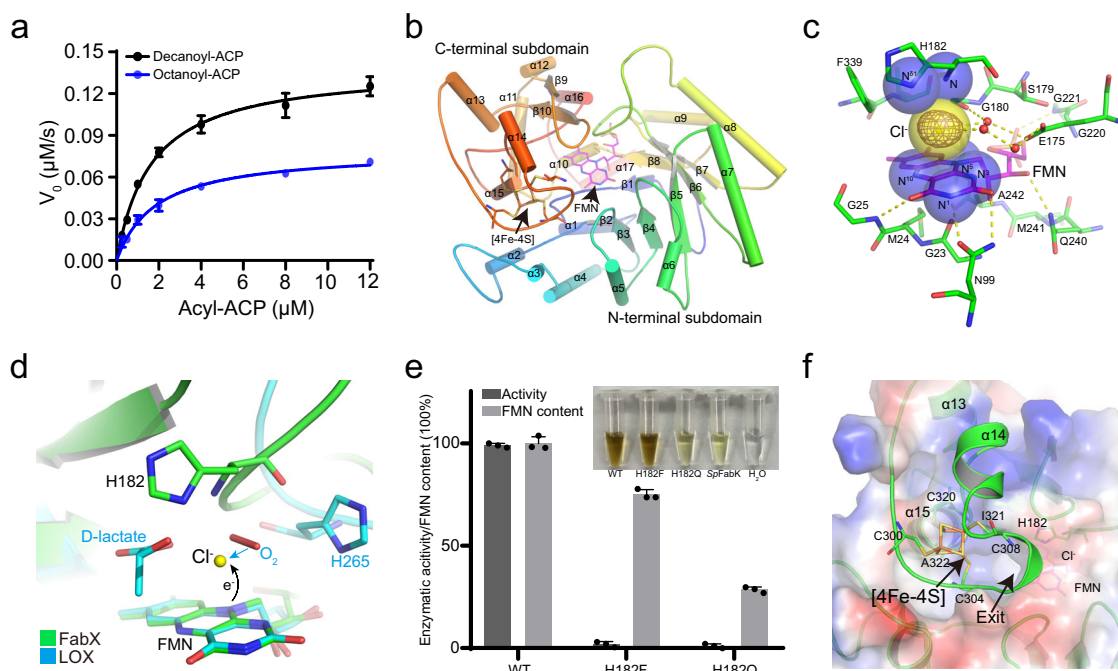 a
V₀ (µM/s)
0.15
0.12
0.09
0.06
0.03
0.00
Decanoyl-ACP
Octanoyl-ACP
0 2 4 6 8 10 12
Acyl-ACP (µM)
b
C-terminal subdomain
α12
β9
α13
α11
α16
β10
α14
α9
α8
α10
α17
β8
β7
α15
β1
β6
β5
α7
FMN
[4Fe-4S]
α1
β2
β3
β4
α2
α3
α4
α5
α6
N-terminal subdomain
c
H182
F339
Nδ¹
N
S179
G180
G221
Cl⁻
E175
G220
FMN
N⁵
N³
N¹⁰
N¹
A242
G25
M24
G23
M241
Q240
N99
d
H182
D-lactate
Cl⁻
O₂
H265
e⁻
FMN
FabX
LOX
e
Enzymatic activity/FMN content (100%)
100
50
0
Activity
FMN content
WT H182F H182Q SpFabK H₂O
WT H182F H182Q
f
α13
α14
C320
α15
I321
H182
C300
C308
Cl⁻
A322
FMN
C304
[4Fe-4S]
Exit